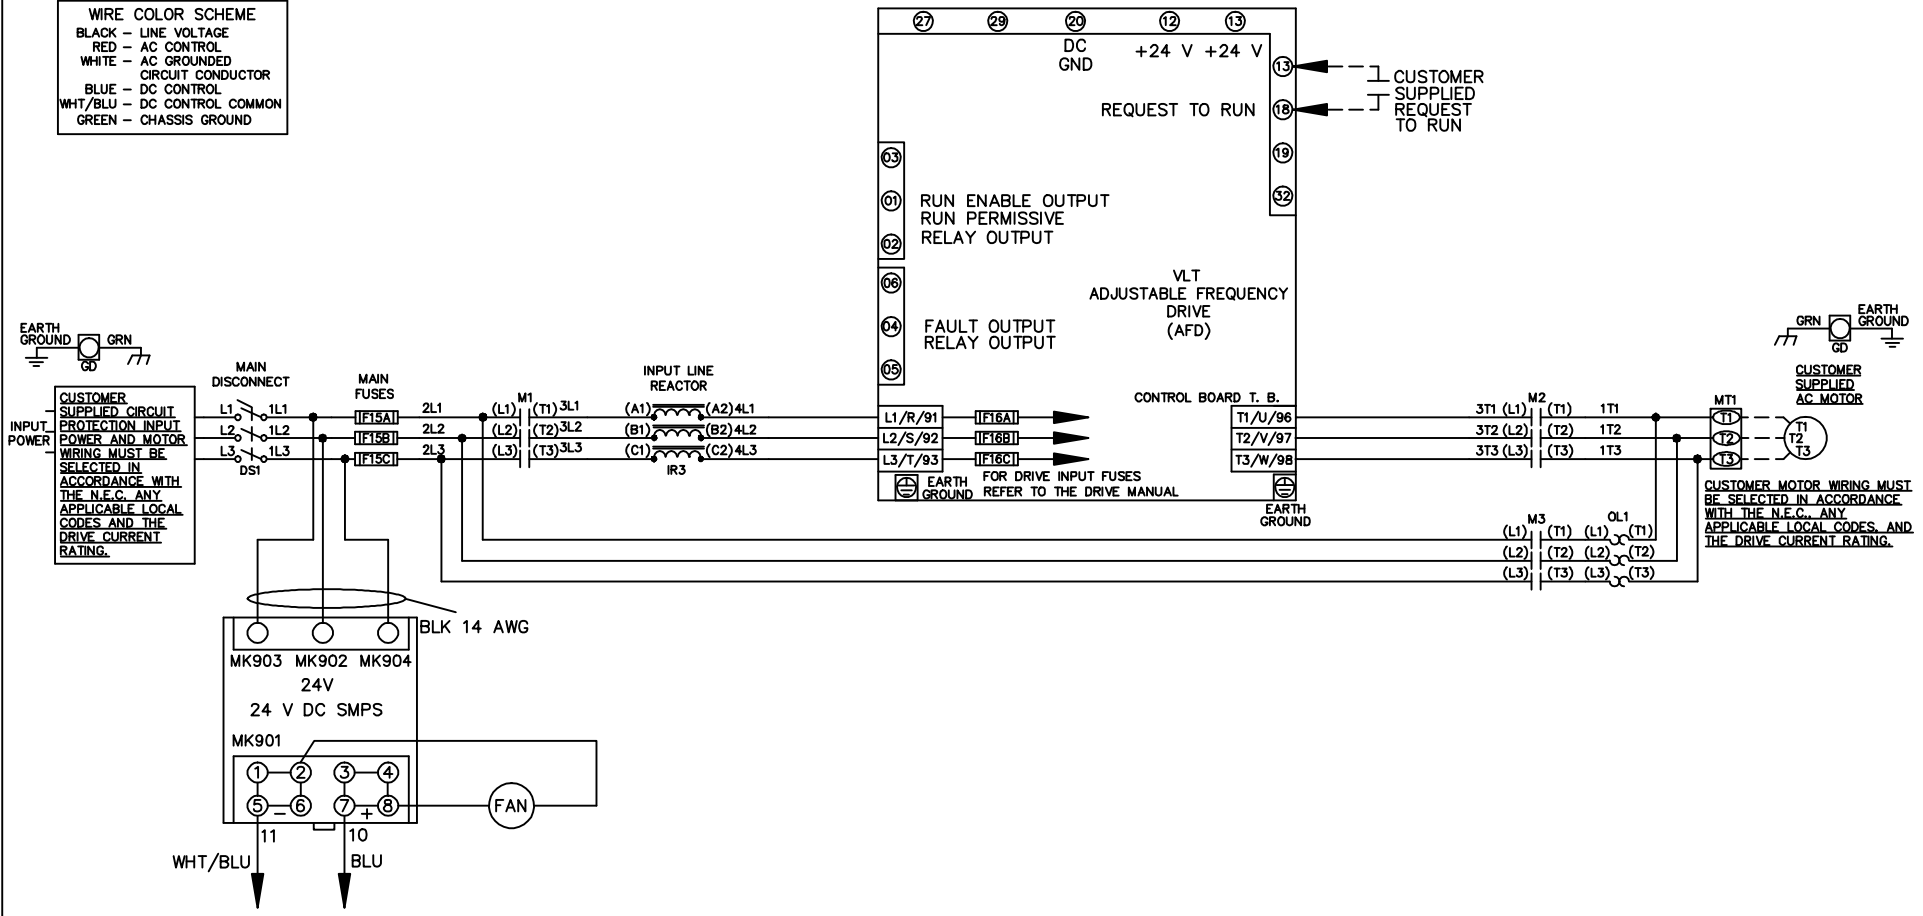 WIRE COLOR SCHEME
BLACK – LINE VOLTAGE
RED – AC CONTROL
WHITE – AC GROUNDED
CIRCUIT CONDUCTOR
BLUE – DC CONTROL
WHT/BLU – DC CONTROL COMMON
GREEN – CHASSIS GROUND
27 29 20 12 13
DC
GND
+24 V +24 V
13
REQUEST TO RUN 18
19
32
CUSTOMER
SUPPLIED
REQUEST
TO RUN
03
01
02
RUN ENABLE OUTPUT
RUN PERMISSIVE
RELAY OUTPUT
06
04
05
FAULT OUTPUT
RELAY OUTPUT
VLT
ADJUSTABLE FREQUENCY
DRIVE
(AFD)
CONTROL BOARD T. B.
EARTH
GROUND
GD
GRN
INPUT
POWER
CUSTOMER
SUPPLIED CIRCUIT
PROTECTION INPUT
POWER AND MOTOR
WIRING MUST BE
SELECTED IN
ACCORDANCE WITH
THE N.E.C. ANY
APPLICABLE LOCAL
CODES AND THE
DRIVE CURRENT
RATING.
MAIN
DISCONNECT
L1 1L1
L2 1L2
L3 1L3
DS1
MAIN
FUSES
F15A
F15B
F15C
2L1
2L2
2L3
M1
(L1) (T1) 3L1
(L2) (T2) 3L2
(L3) (T3) 3L3
INPUT LINE
REACTOR
(A1) (A2) 4L1
(B1) (B2) 4L2
(C1) (C2) 4L3
IR3
L1/R/91 F16A
L2/S/92 F16B
L3/T/93 F16C
EARTH
GROUND
FOR DRIVE INPUT FUSES
REFER TO THE DRIVE MANUAL
T1/U/96
T2/V/97
T3/W/98
EARTH
GROUND
M2
3T1 (L1) (T1) 1T1
3T2 (L2) (T2) 1T2
3T3 (L3) (T3) 1T3
MT1
T1
T2
T3
T1
T2
T3
GRN
GD
EARTH
GROUND
CUSTOMER
SUPPLIED
AC MOTOR
CUSTOMER MOTOR WIRING MUST
BE SELECTED IN ACCORDANCE
WITH THE N.E.C., ANY
APPLICABLE LOCAL CODES, AND
THE DRIVE CURRENT RATING.
M3 OL1
(L1) (T1) (L1) (T1)
(L2) (T2) (L2) (T2)
(L3) (T3) (L3) (T3)
BLK 14 AWG
MK903 MK902 MK904
24V
24 V DC SMPS
MK901
1 2 3 4
5 – 6 7 + 8
FAN
11 10
WHT/BLU BLU